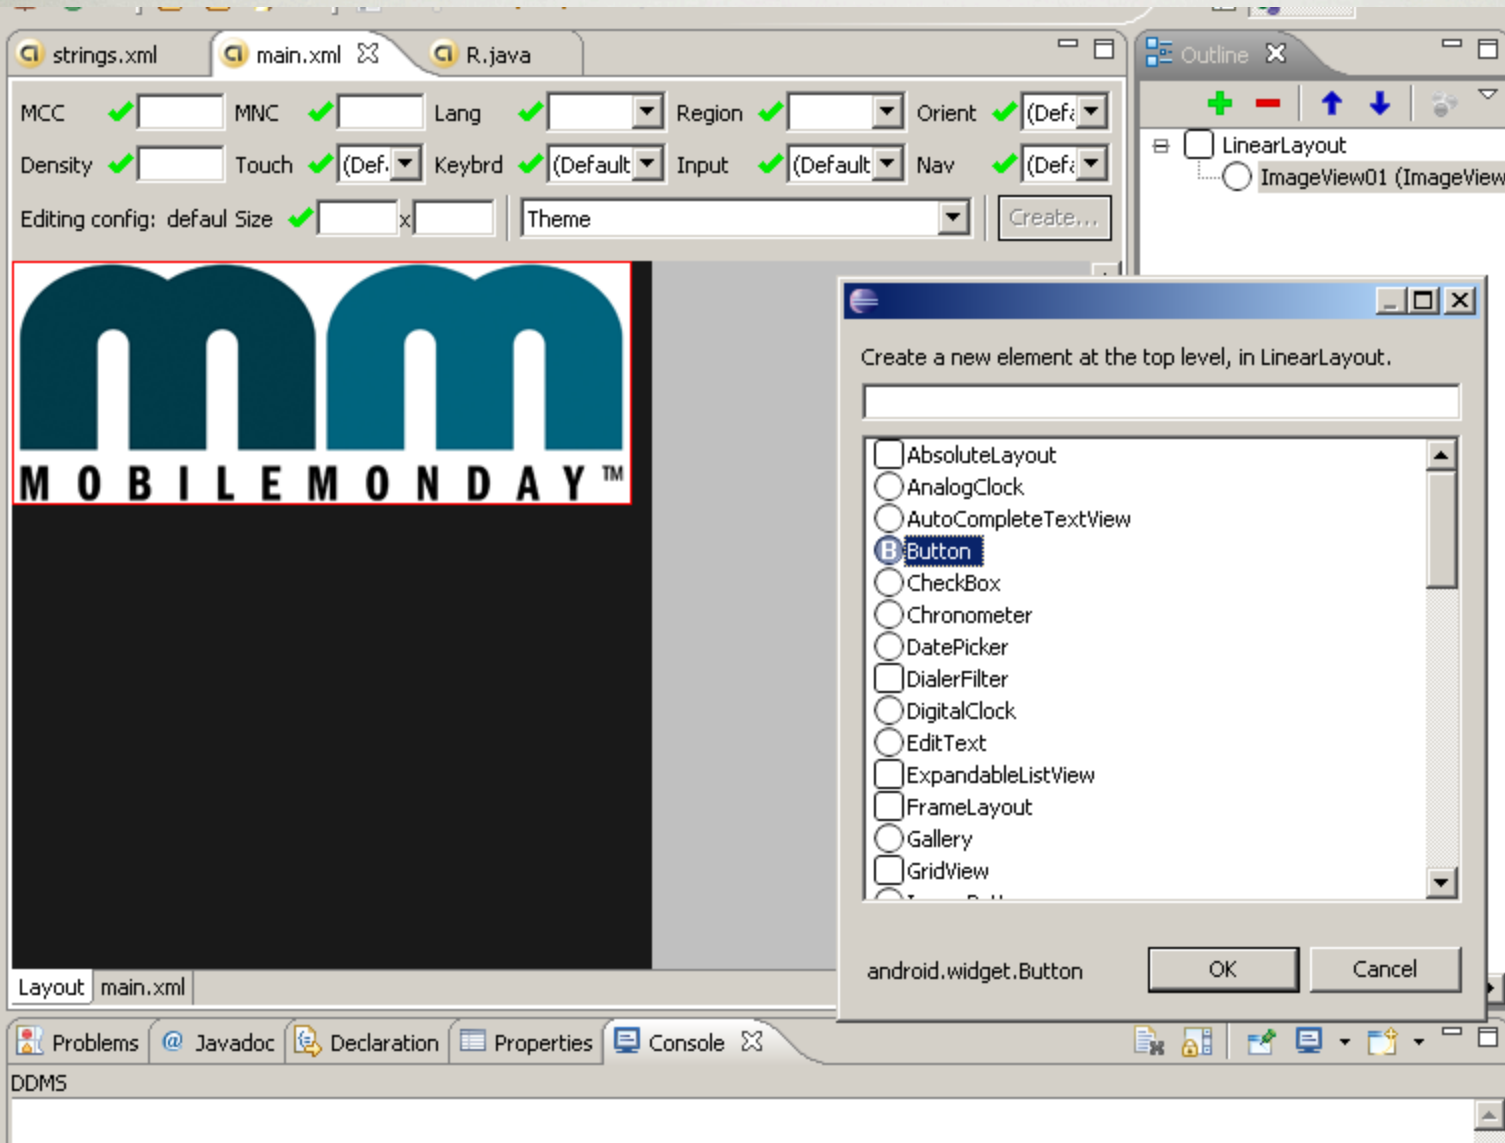 strings.xml main.xml R.java
Outline
MCC MNC Lang Region Orient (Defa
Density Touch (Def. Keybrd (Default Input (Default Nav (Defa
Editing config: defaul Size x Theme Create...
LinearLayout
ImageView01 (ImageView
MOBILEMONDAY™
Create a new element at the top level, in LinearLayout.
AbsoluteLayout
AnalogClock
AutoCompleteTextView
B Button
CheckBox
Chronometer
DatePicker
DialerFilter
DigitalClock
EditText
ExpandableListView
FrameLayout
Gallery
GridView
android.widget.Button OK Cancel
Layout main.xml
Problems @ Javadoc Declaration Properties Console
DDMS